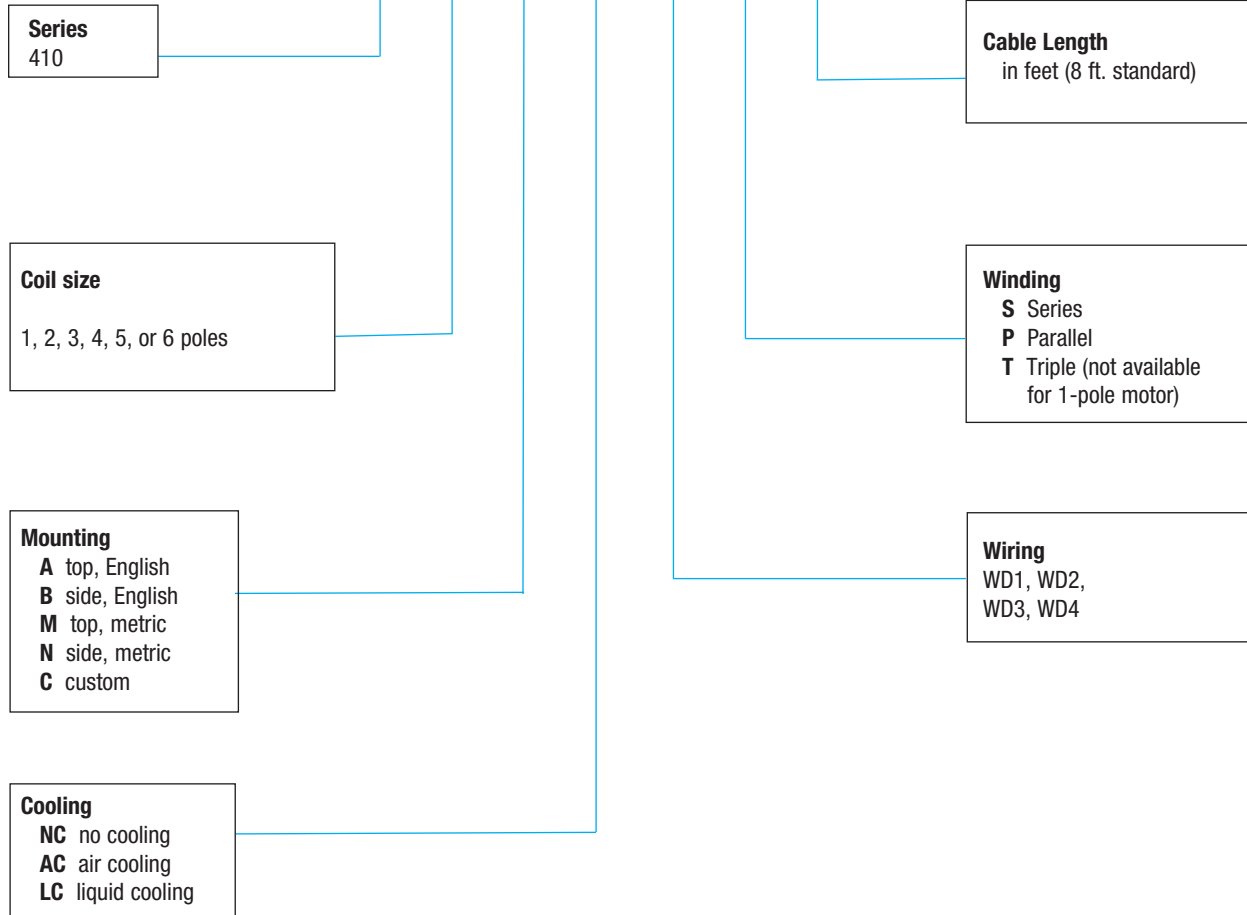 Series
410
Cable Length
in feet (8 ft. standard)
Coil size
1, 2, 3, 4, 5, or 6 poles
Winding
S Series
P Parallel
T Triple (not available
for 1-pole motor)
Mounting
A top, English
B side, English
M top, metric
N side, metric
C custom
Wiring
WD1, WD2,
WD3, WD4
Cooling
NC no cooling
AC air cooling
LC liquid cooling